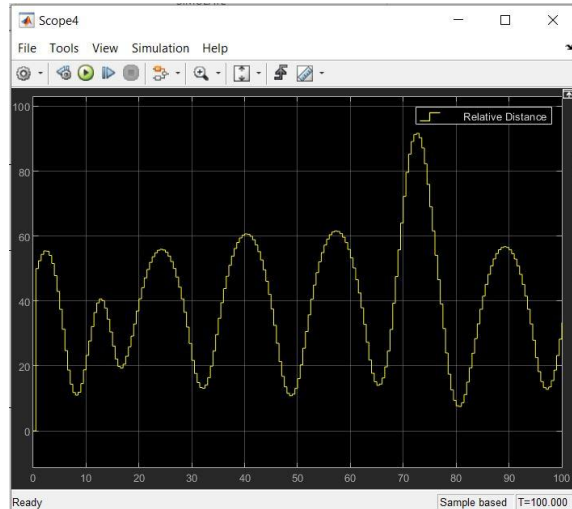 Scope4
File Tools View Simulation Help
Relative Distance
100
80
60
40
20
0
0 10 20 30 40 50 60 70 80 90 100
Ready Sample based T=100.000